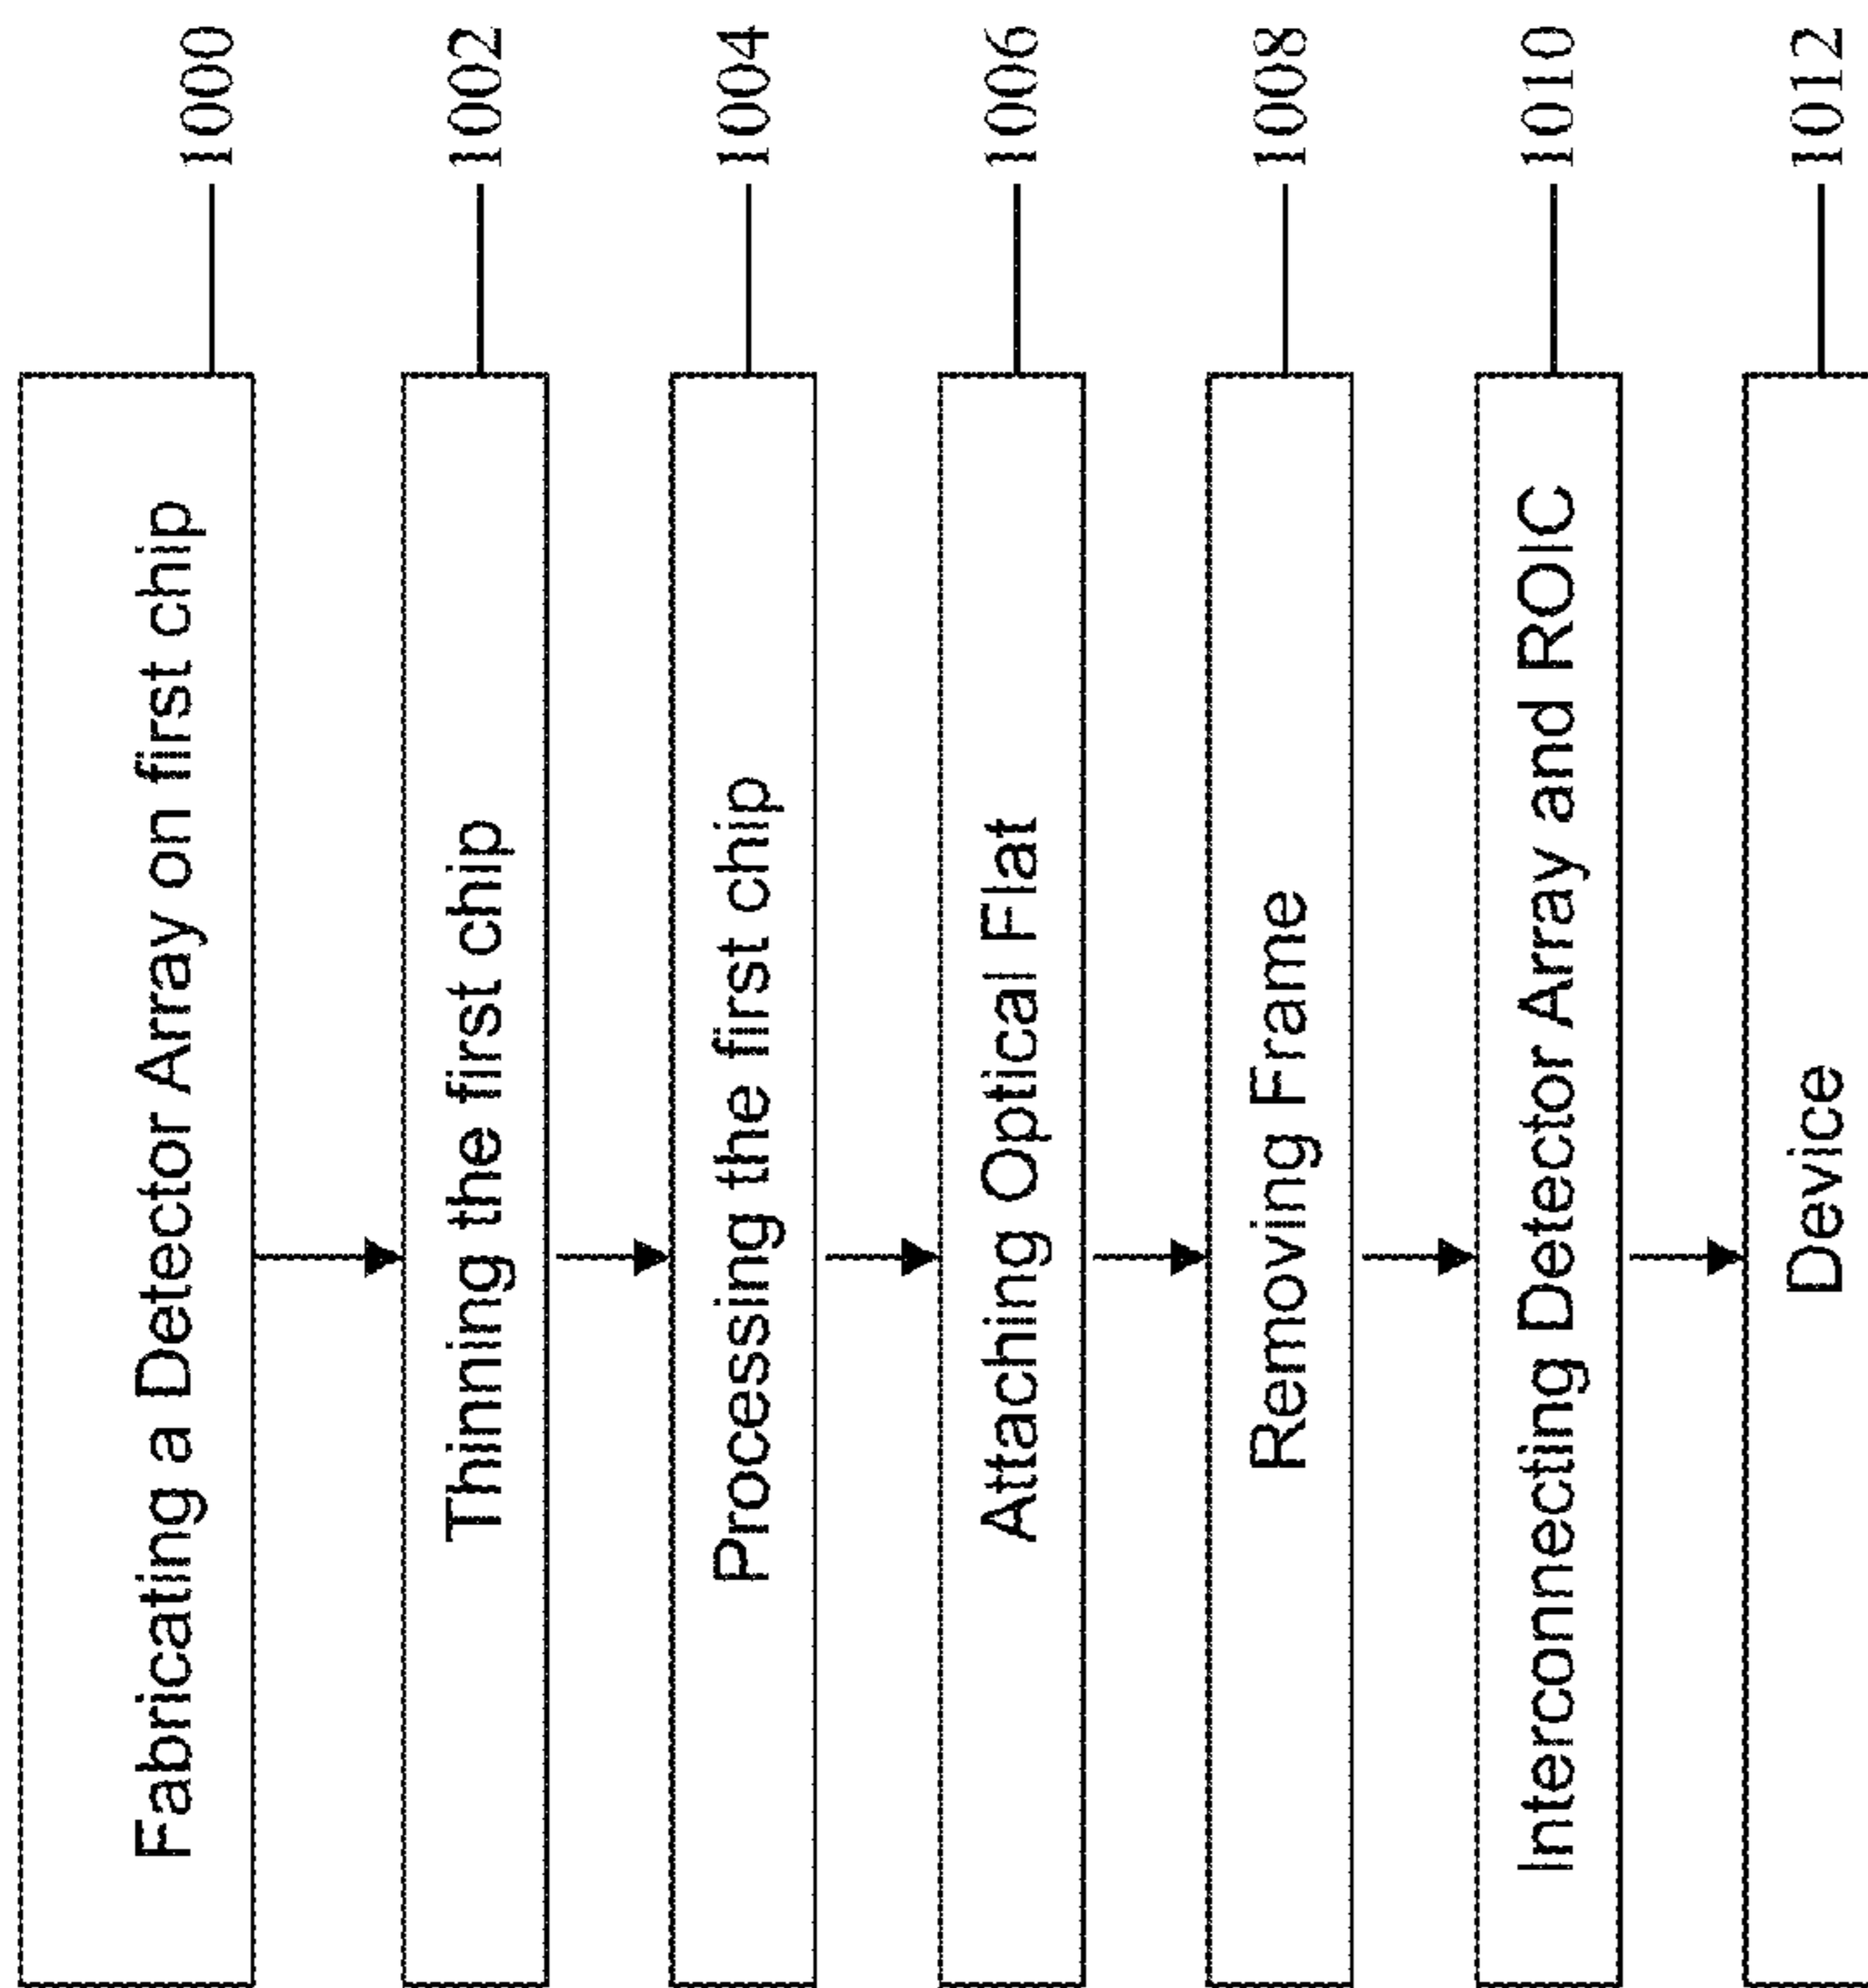 Fabricating a Detector Array on first chip
1000
Thinning the first chip
1002
Processing the first chip
1004
Attaching Optical Flat
1006
Removing Frame
1008
Interconnecting Detector Array and ROIC
1010
Device
1012